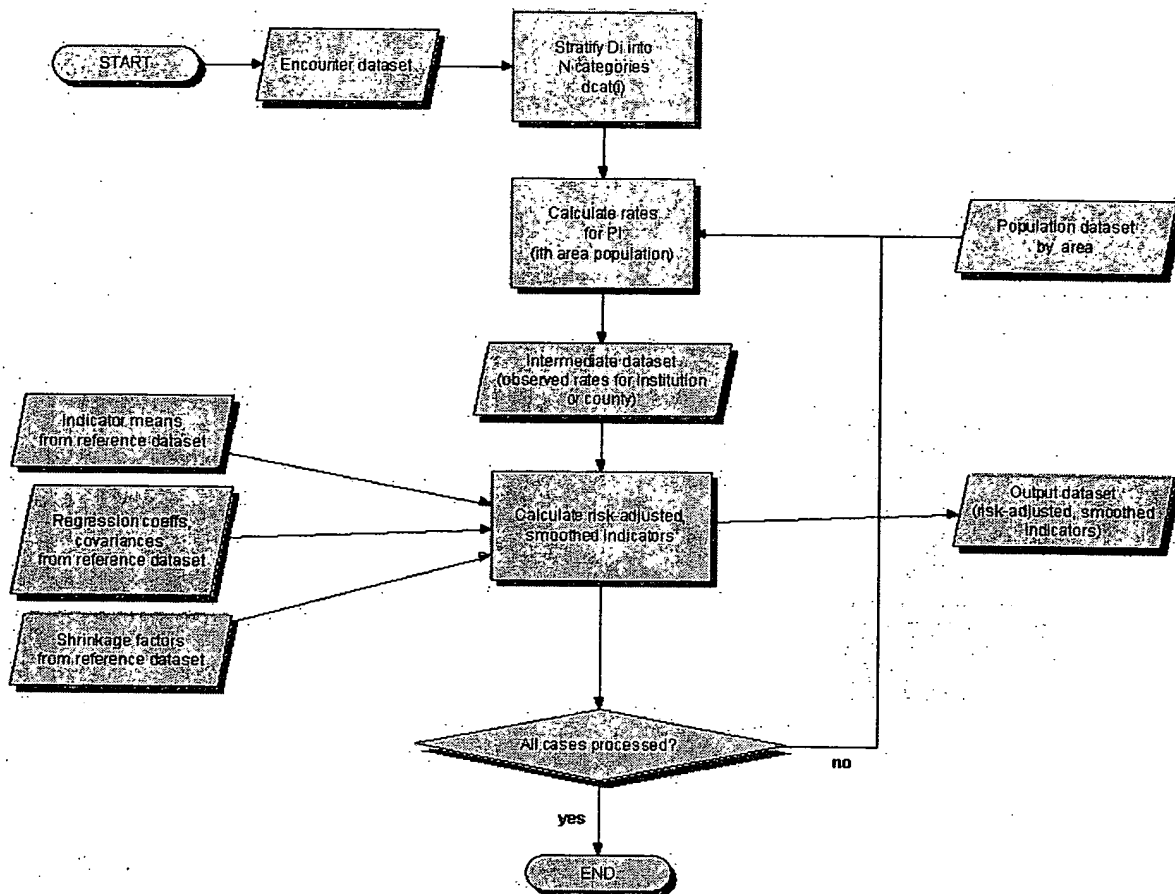 START
Encounter dataset
Stratify Di into
N categories
dcat(i)
Calculate rates
for Pi
(ith area population)
Population dataset
by area
Intermediate dataset
(observed rates for institution
or county)
Indicator means
from reference dataset
Regression coeffs,
covariances
from reference dataset
Shrinkage factors
from reference dataset
Calculate risk-adjusted,
smoothed indicators
Output dataset
(risk-adjusted, smoothed
indicators)
All cases processed?
no
yes
END